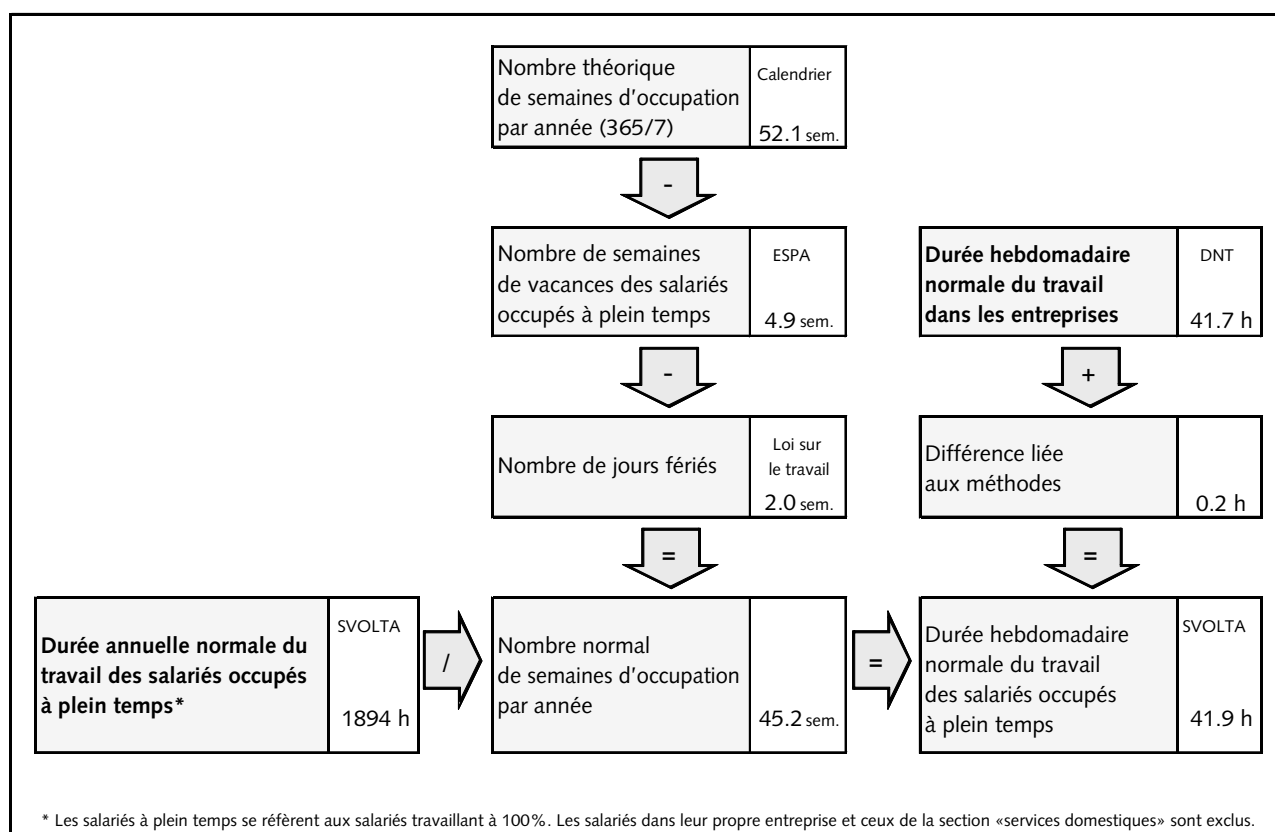 Nombre théorique
de semaines d'occupation
par année (365/7)
Calendrier
52.1 sem.
-
Nombre de semaines
de vacances des salariés
occupés à plein temps
ESPA
4.9 sem.
Durée hebdomadaire
normale du travail
dans les entreprises
DNT
41.7 h
-
+
Nombre de jours fériés
Loi sur
le travail
2.0 sem.
Différence liée
aux méthodes
0.2 h
=
=
Durée annuelle normale du
travail des salariés occupés
à plein temps*
SVOLTA
1894 h
/
Nombre normal
de semaines d'occupation
par année
45.2 sem.
=
Durée hebdomadaire
normale du travail
des salariés occupés
à plein temps
SVOLTA
41.9 h
* Les salariés à plein temps se réfèrent aux salariés travaillant à 100%. Les salariés dans leur propre entreprise et ceux de la section «services domestiques» sont exclus.